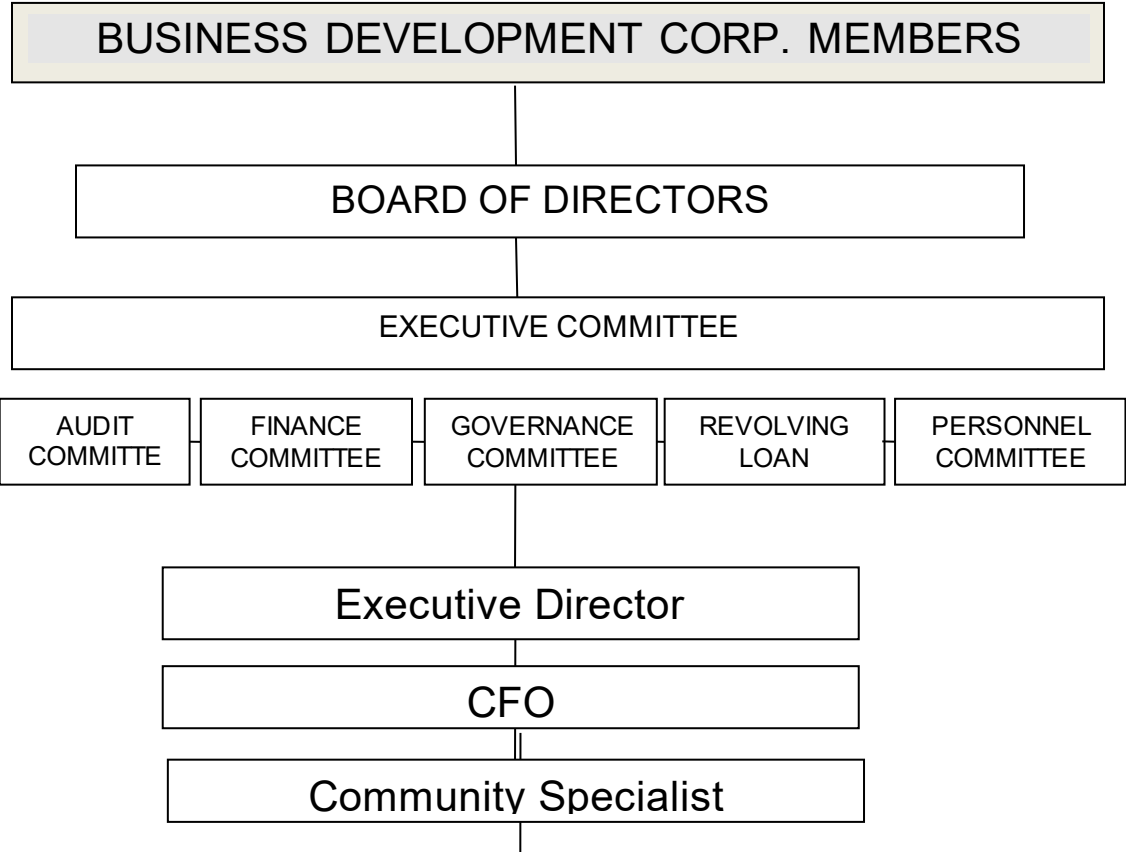 BUSINESS DEVELOPMENT CORP. MEMBERS
BOARD OF DIRECTORS
EXECUTIVE COMMITTEE
AUDIT
COMMITTE
FINANCE
COMMITTEE
GOVERNANCE
COMMITTEE
REVOLVING
LOAN
PERSONNEL
COMMITTEE
Executive Director
CFO
Community Specialist